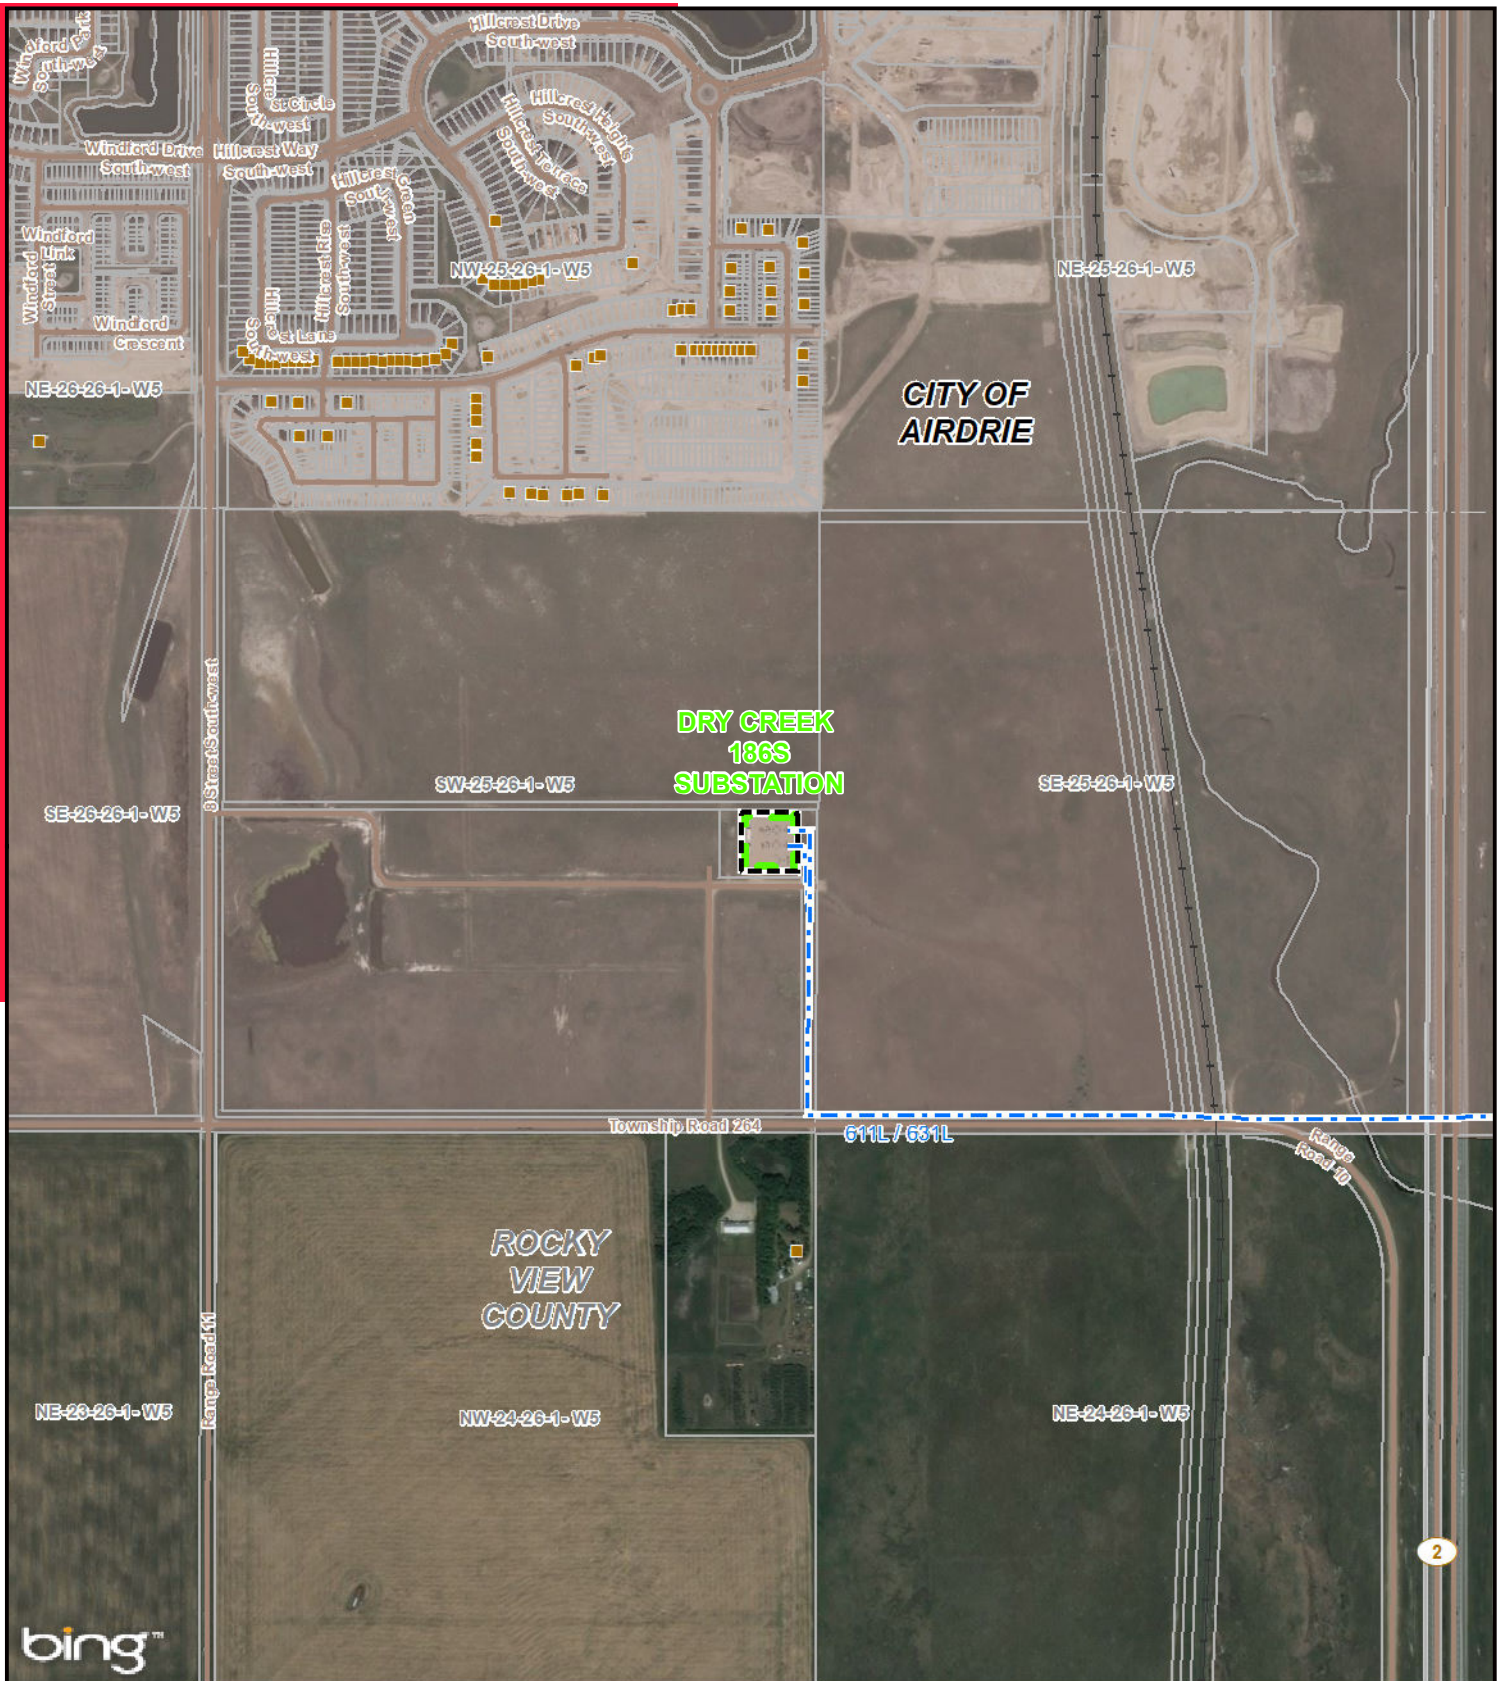 Hillcrest Drive
South-west
Windford Park
South-west
Hillcrest Circle
South-west
Hillcrest Heights
South-west
Hillcrest Terrace
South-west
Windford Drive
South-west
Hillcrest Way
South-west
Hillcrest Green
South-west
Windford
Link
Windford
Street
Hillcrest Rise
South-west
NW-25-26-1- W5
NE-25-26-1- W5
Windford
Crescent
Hillcrest Lane
South-west
NE-26-26-1- W5
CITY OF
AIRDRIE
8 Street South-west
DRY CREEK
186S
SUBSTATION
SW-25-26-1- W5
SE-25-26-1- W5
SE-26-26-1- W5
Township Road 264
611L / 631L
Range
Road 10
ROCKY
VIEW
COUNTY
Range Road 11
NE-23-26-1- W5
NW-24-26-1- W5
NE-24-26-1- W5
2
bing™